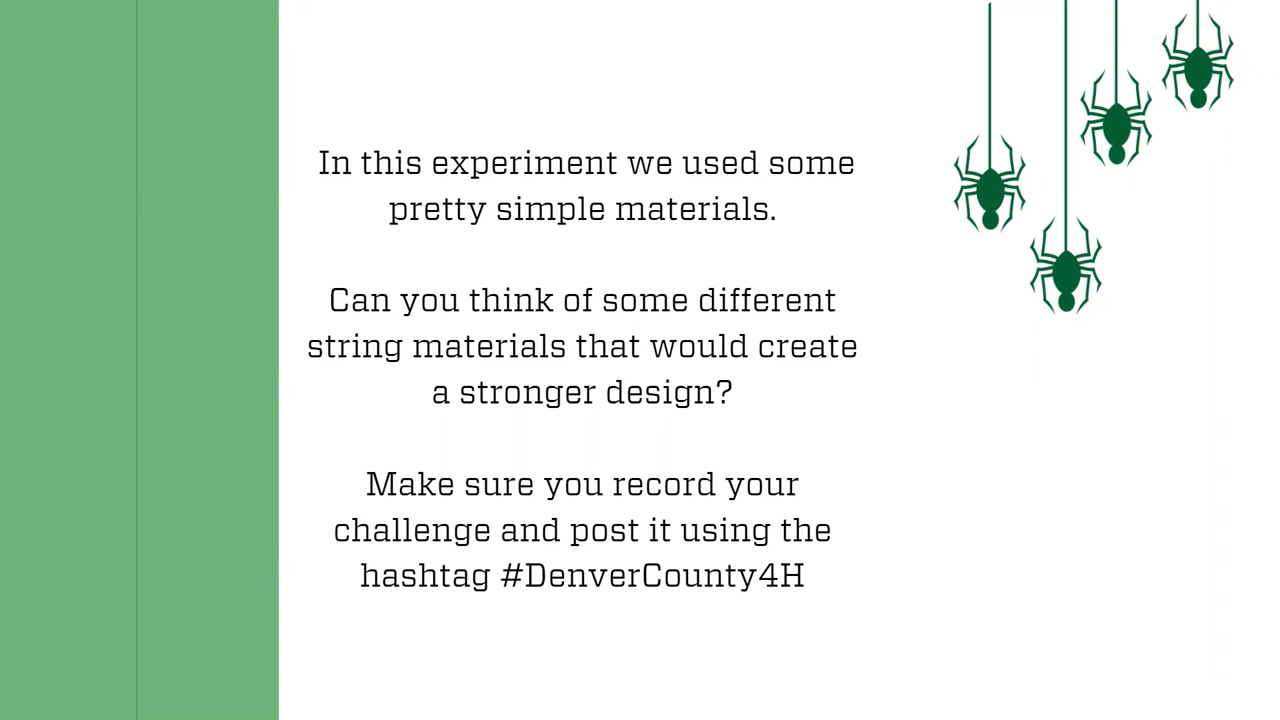 In this experiment we used some
pretty simple materials.
Can you think of some different
string materials that would create
a stronger design?
Make sure you record your
challenge and post it using the
hashtag #DenverCounty4H